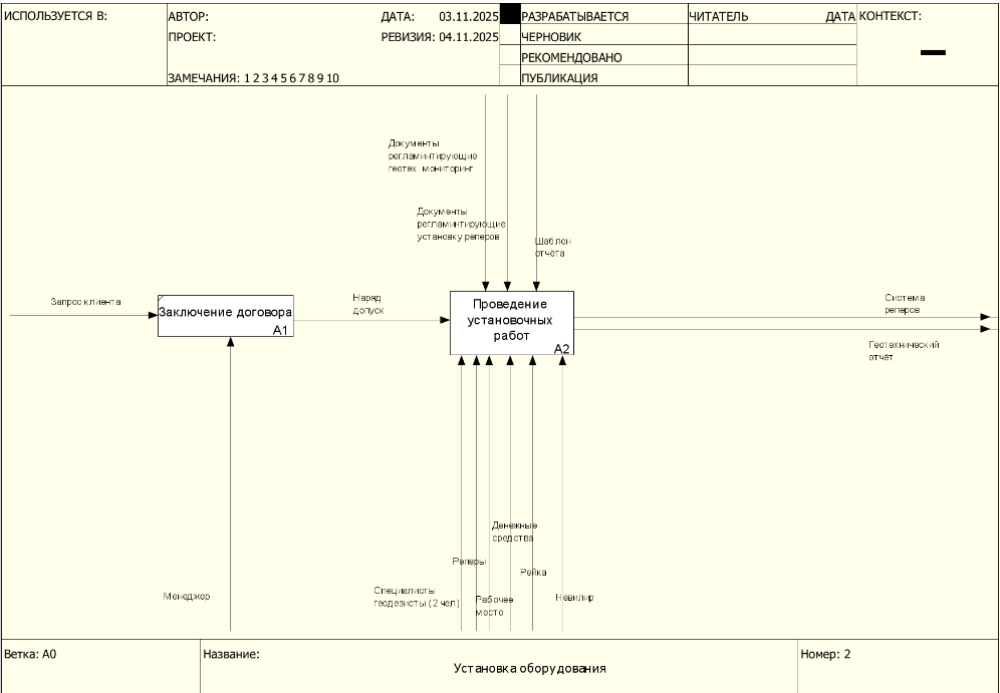 ИСПОЛЬЗУЕТСЯ В:
АВТОР:
ДАТА: 03.11.2025
РАЗРАБАТЫВАЕТСЯ
ЧИТАТЕЛЬ
ДАТА
КОНТЕКСТ:
ПРОЕКТ:
РЕВИЗИЯ: 04.11.2025
ЧЕРНОВИК
РЕКОМЕНДОВАНО
ЗАМЕЧАНИЯ: 1 2 3 4 5 6 7 8 9 10
ПУБЛИКАЦИЯ
Документы
регламинтирующио
геотех мониторинг
Документы
регламинтирующие
установку реперов
Шаблон
отчёта
Запрос клиента
Заключение договора
A1
Наряд
допуск
Проведение
установочных
работ
A2
Система
реперов
Геотехнический
отчёт
Денежные
средства
Реперы
Рейка
Менеджер
Специалисты
геодезисты (2 чел)
Рабочее
место
Невилир
Ветка: A0
Название:
Установка оборудования
Номер: 2